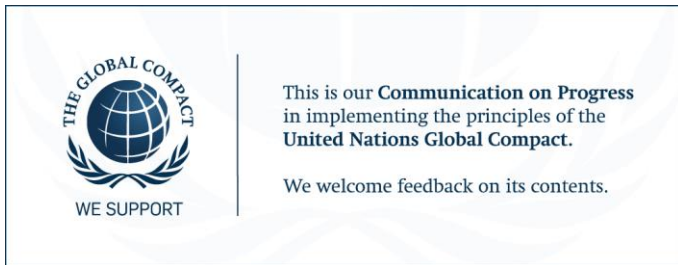 THE GLOBAL COMPACT
WE SUPPORT
This is our Communication on Progress
in implementing the principles of the
United Nations Global Compact.
We welcome feedback on its contents.